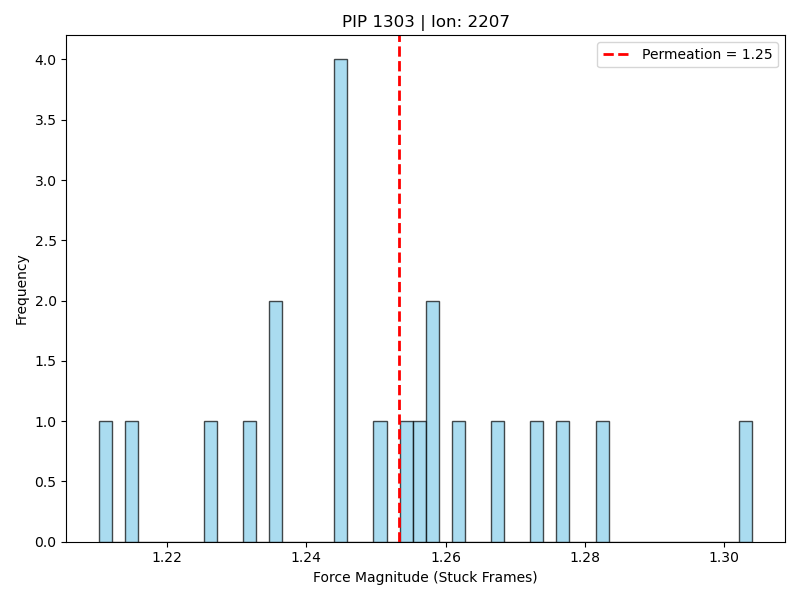 PIP 1303 | Ion: 2207
Permeation = 1.25
4.0
3.5
3.0
2.5
2.0
1.5
1.0
0.5
0.0
Frequency
1.22 1.24 1.26 1.28 1.30
Force Magnitude (Stuck Frames)